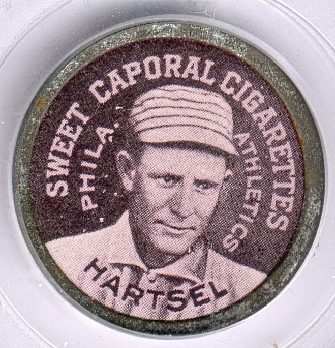 SWEET CAPORAL CIGARETTES
PHILA.
ATHLETICS
HARTSEL